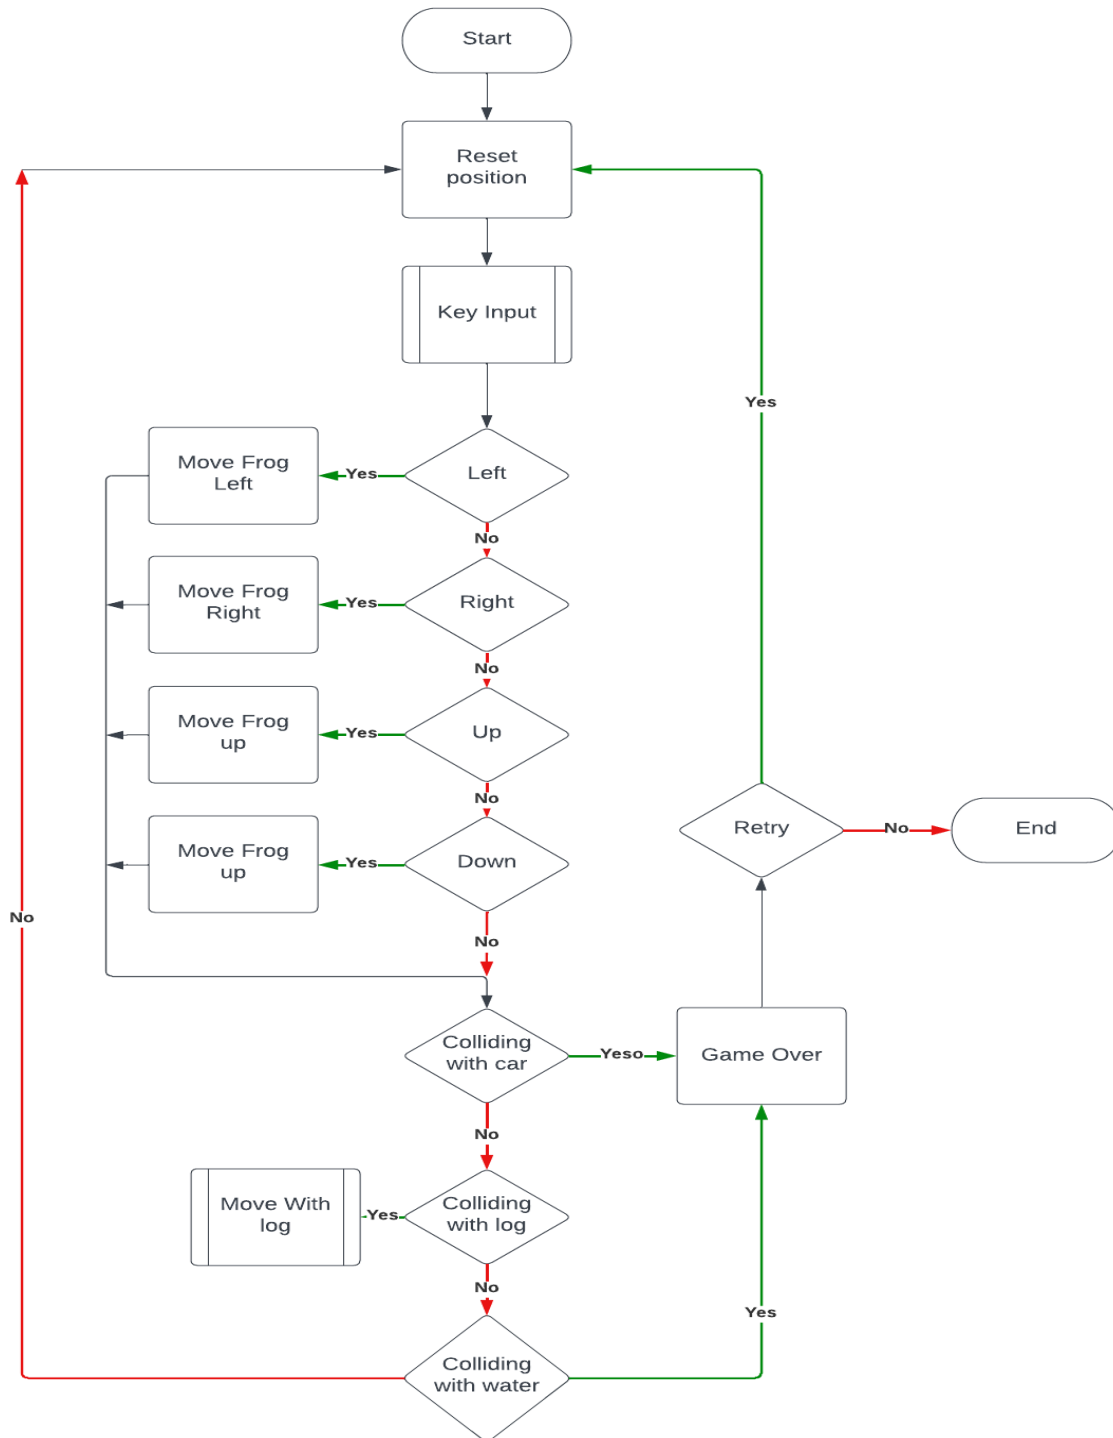 Start
Reset
position
Key Input
Left
Yes
Move Frog
Left
No
Right
Yes
Move Frog
Right
No
Up
Yes
Move Frog
up
No
Down
Yes
Move Frog
up
No
Colliding
with car
Yeso
Game Over
No
Colliding
with log
Yes
Move With
log
No
Colliding
with water
Yes
No
Retry
No
End
Yes